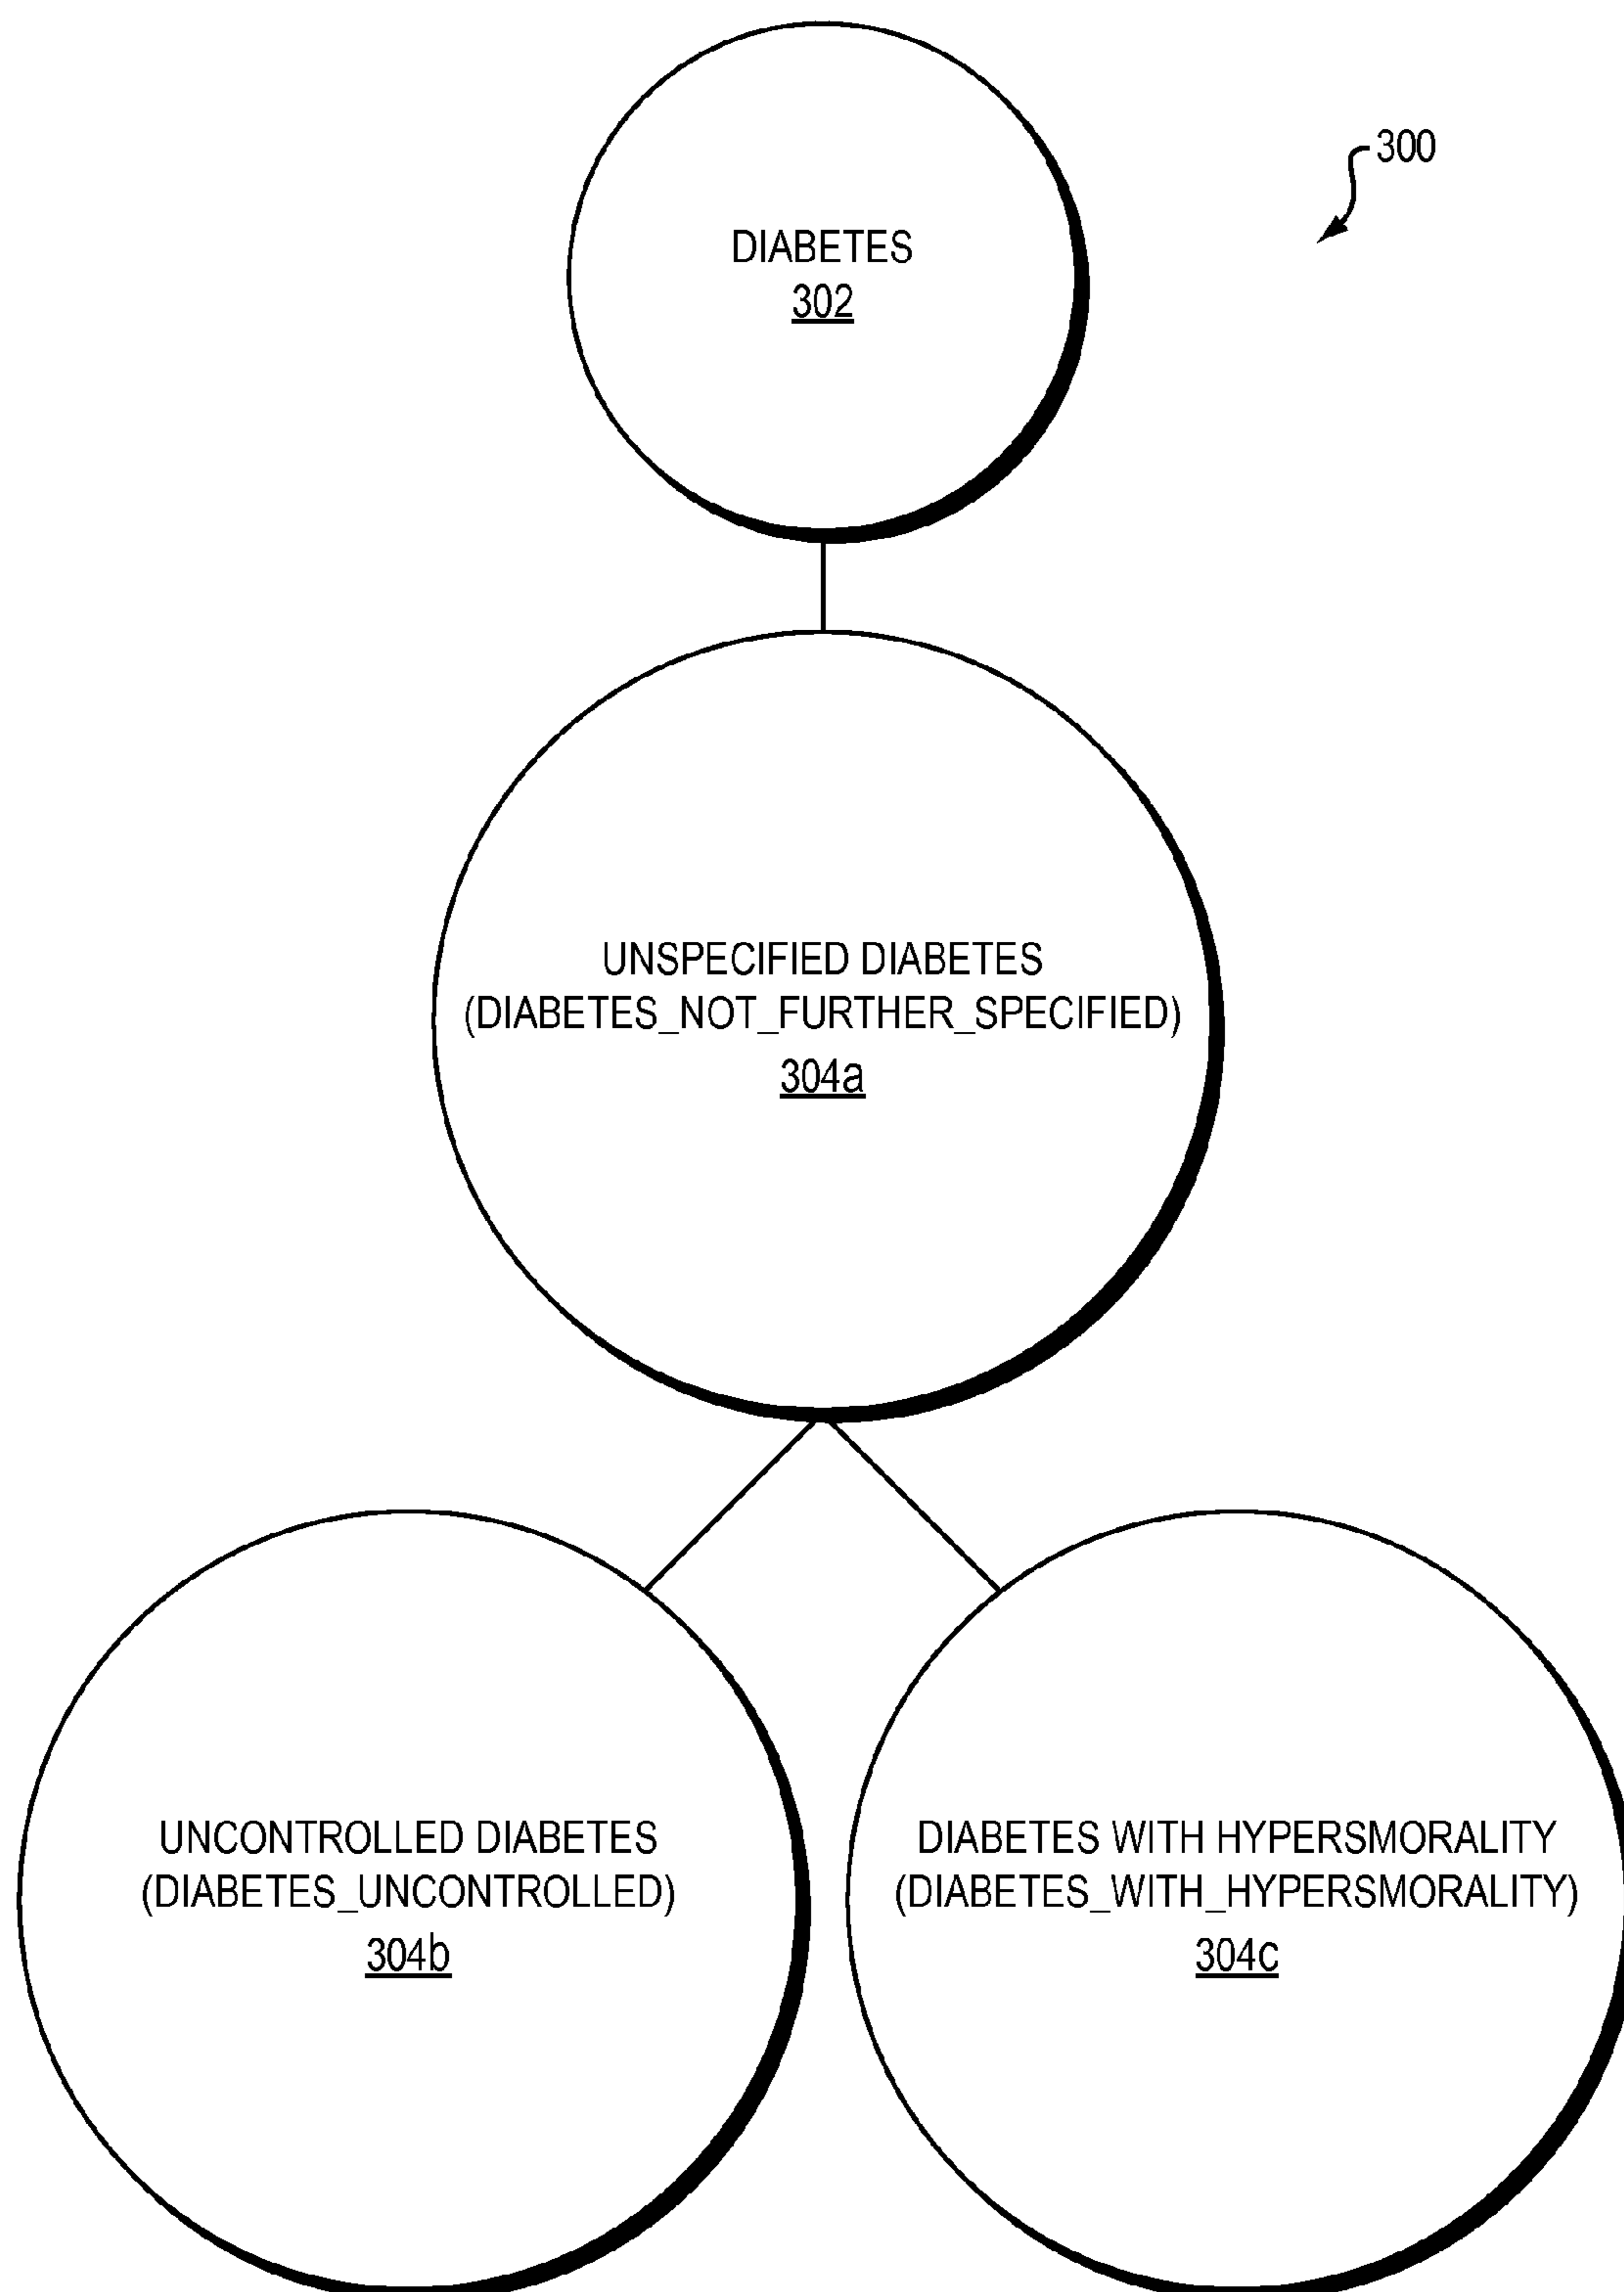 300
DIABETES
302
UNSPECIFIED DIABETES
(DIABETES_NOT_FURTHER_SPECIFIED)
304a
UNCONTROLLED DIABETES
(DIABETES_UNCONTROLLED)
304b
DIABETES WITH HYPERSMORALITY
(DIABETES_WITH_HYPERSMORALITY)
304c